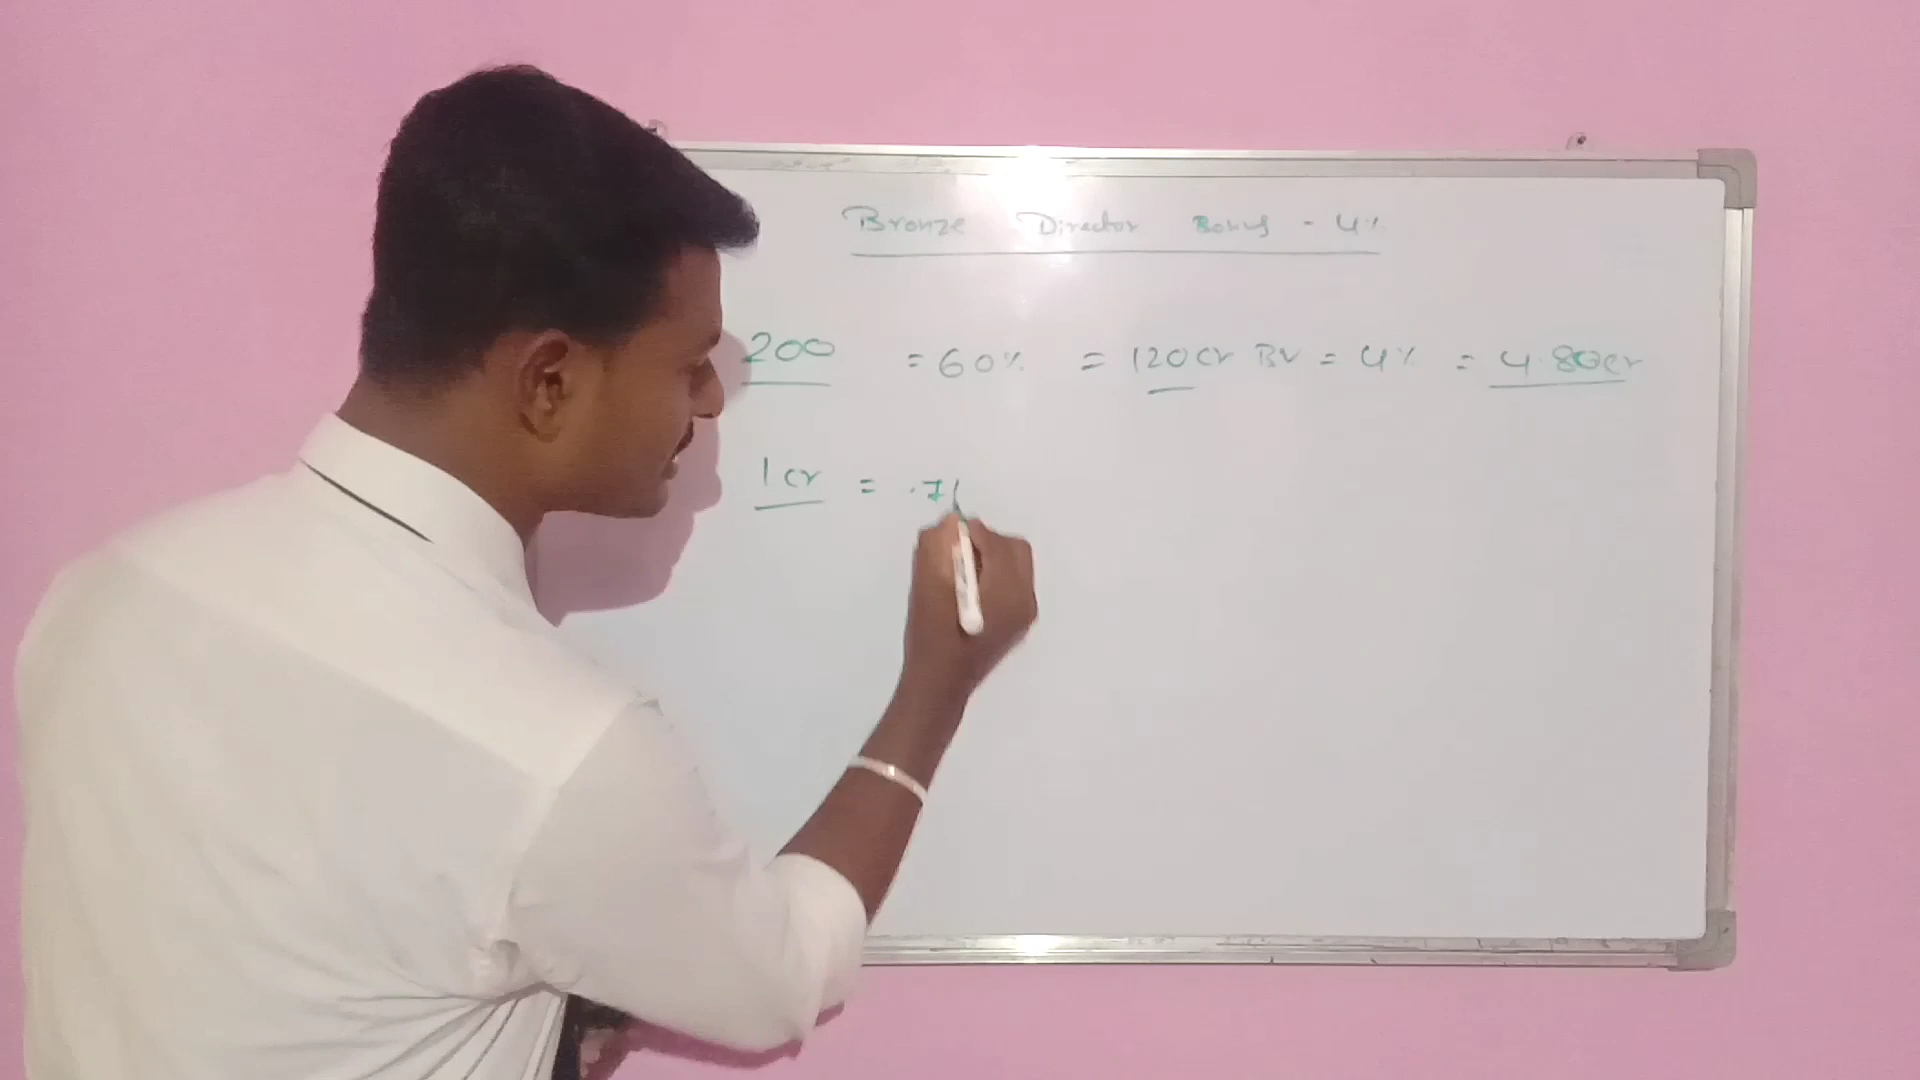 Bronze Director Bonus - 4%
200 = 60% = 120cr BV = 4% = 4.80cr
1cr = .7